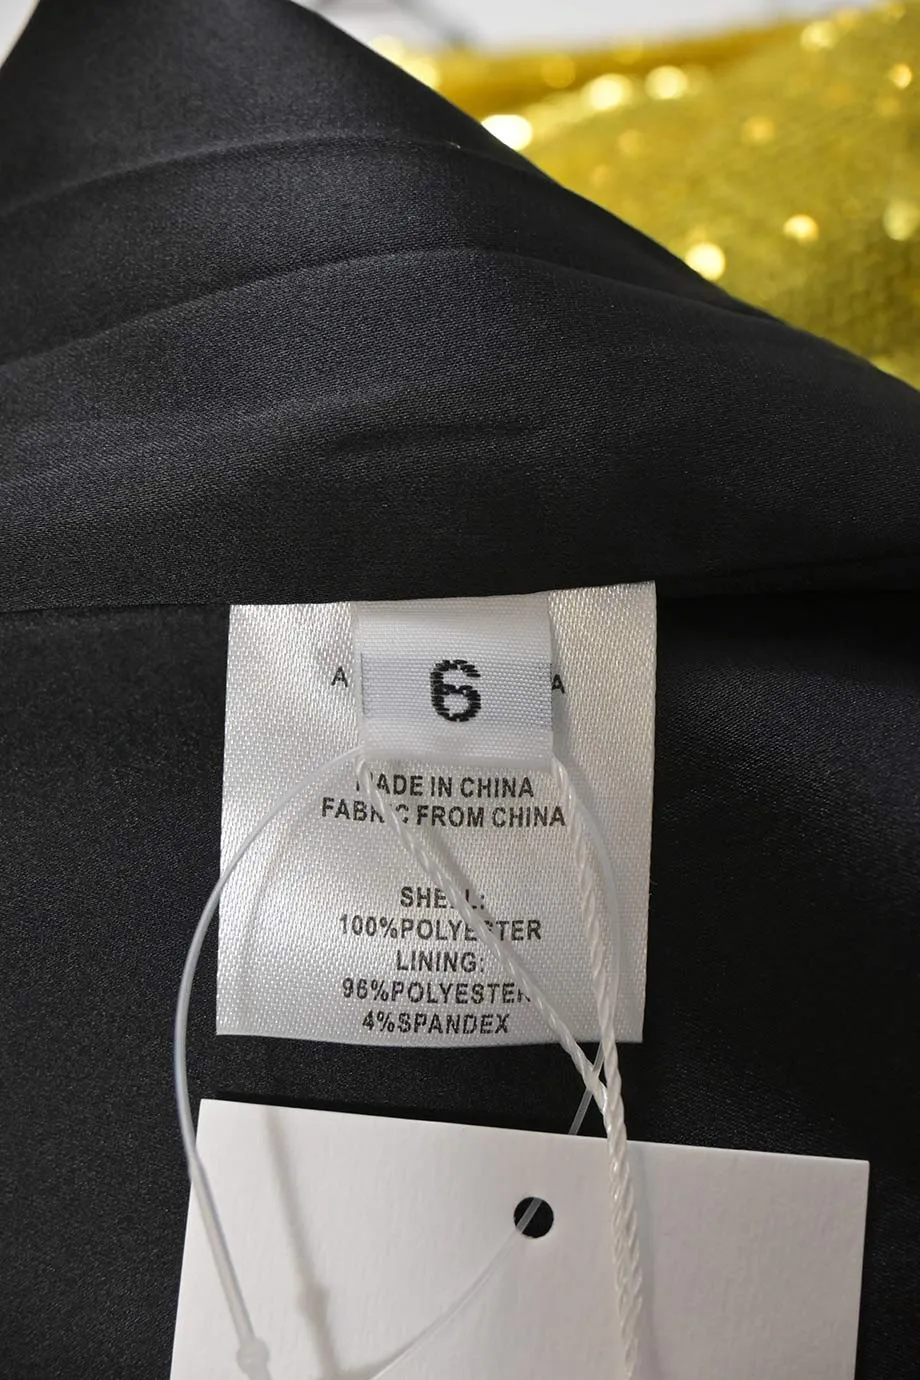 6
A A
MADE IN CHINA
FABRIC FROM CHINA
SHELL:
100%POLYESTER
LINING:
96%POLYESTER
4%SPANDEX